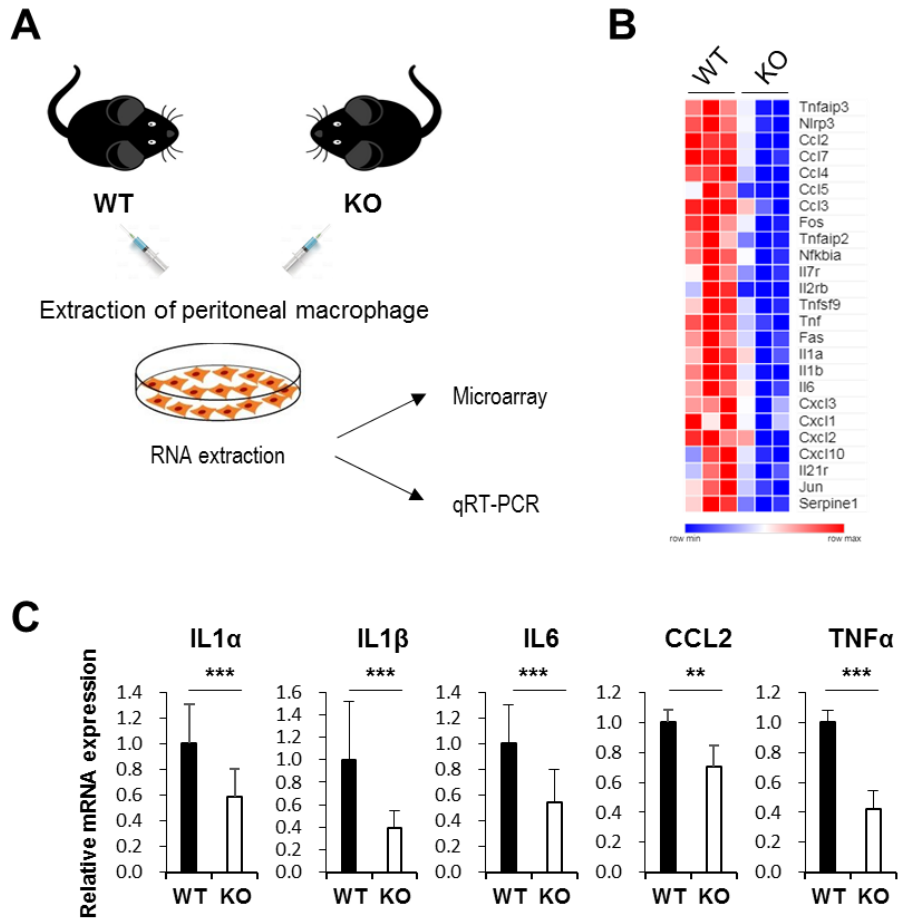 A
B
WT
KO
WT
KO
Extraction of peritoneal macrophage
RNA extraction
Microarray
qRT-PCR
Tnfaip3
Nlrp3
Ccl2
Ccl7
Ccl4
Ccl5
Ccl3
Fos
Tnfaip2
Nfkbia
Il7r
Il2rb
Tnfsf9
Tnf
Fas
Il1a
Il1b
Il6
Cxcl3
Cxcl1
Cxcl2
Cxcl10
Il21r
Jun
Serpine1
row min
row max
C
Relative mRNA expression
IL1α
***
1.4
1.2
1.0
0.8
0.6
0.4
0.2
0.0
WT KO
IL1β
***
1.6
1.4
1.2
1.0
0.8
0.6
0.4
0.2
0.0
WT KO
IL6
***
1.4
1.2
1.0
0.8
0.6
0.4
0.2
0.0
WT KO
CCL2
**
1.2
1.0
0.8
0.6
0.4
0.2
0.0
WT KO
TNFα
***
1.2
1.0
0.8
0.6
0.4
0.2
0.0
WT KO